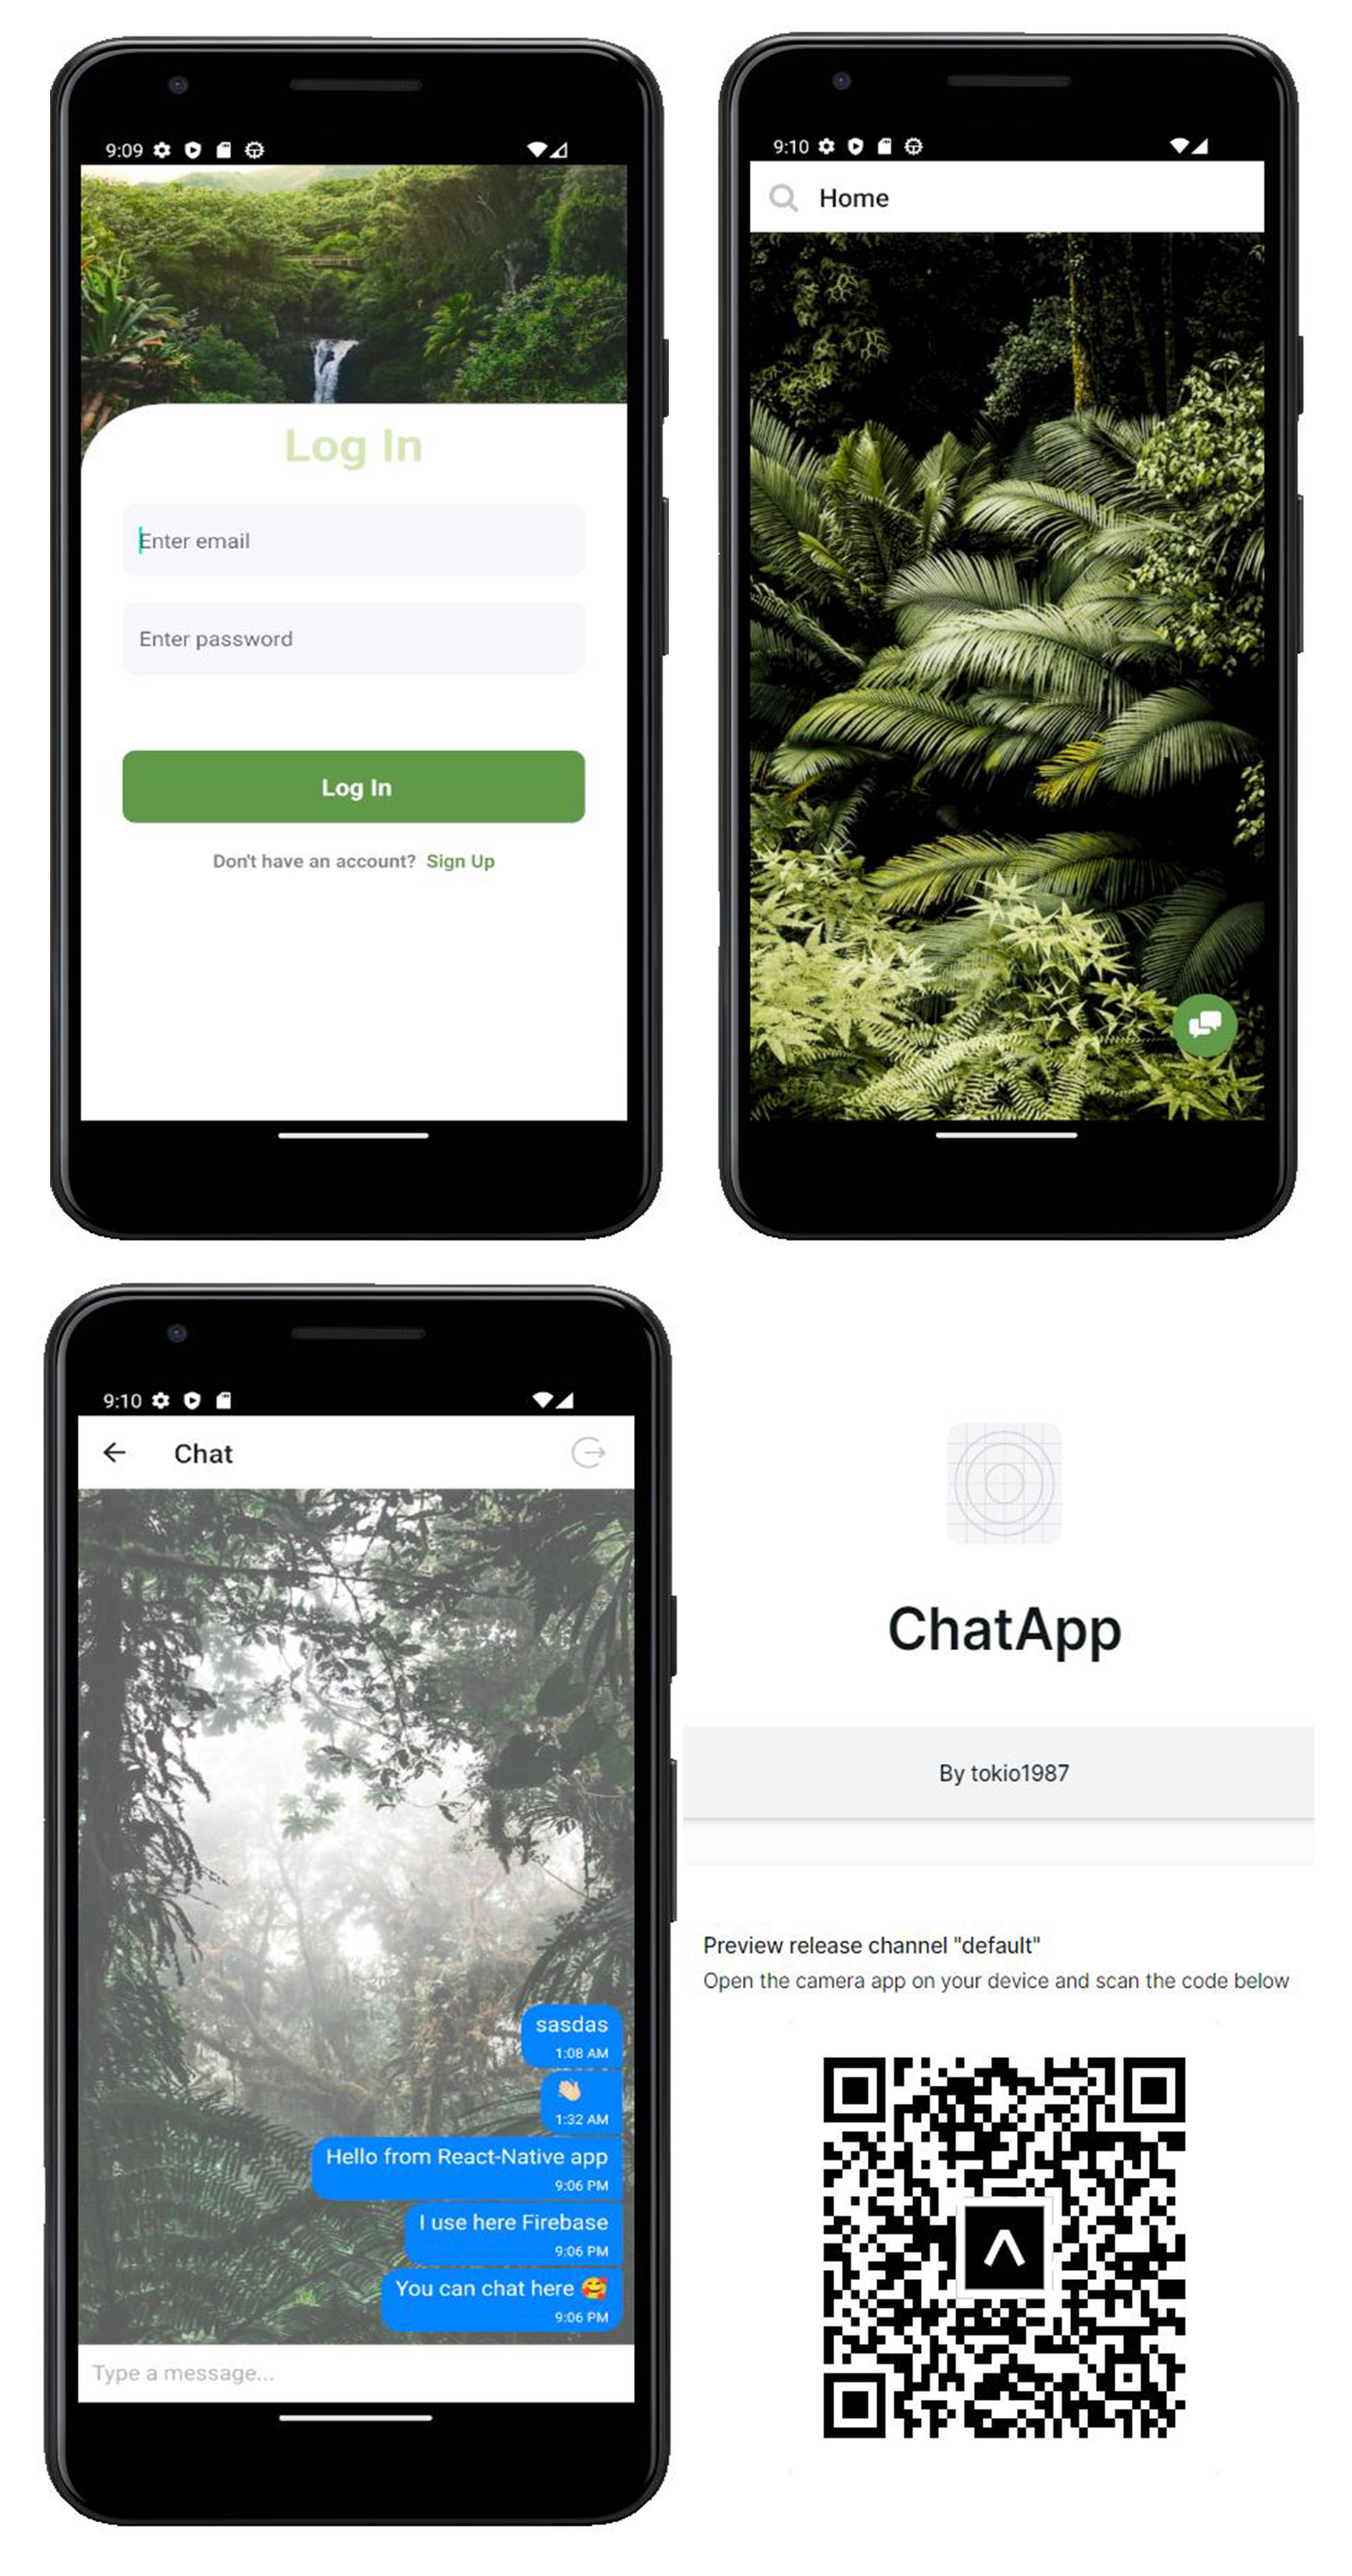 9:09
Log In
Enter email
Enter password
Log In
Don't have an account? Sign Up
9:10
Home
9:10
Chat
sasdas
1:08 AM
👋🏻
1:32 AM
Hello from React-Native app
9:06 PM
I use here Firebase
9:06 PM
You can chat here 🥰
9:06 PM
Type a message...
ChatApp
By tokio1987
Preview release channel "default"
Open the camera app on your device and scan the code below